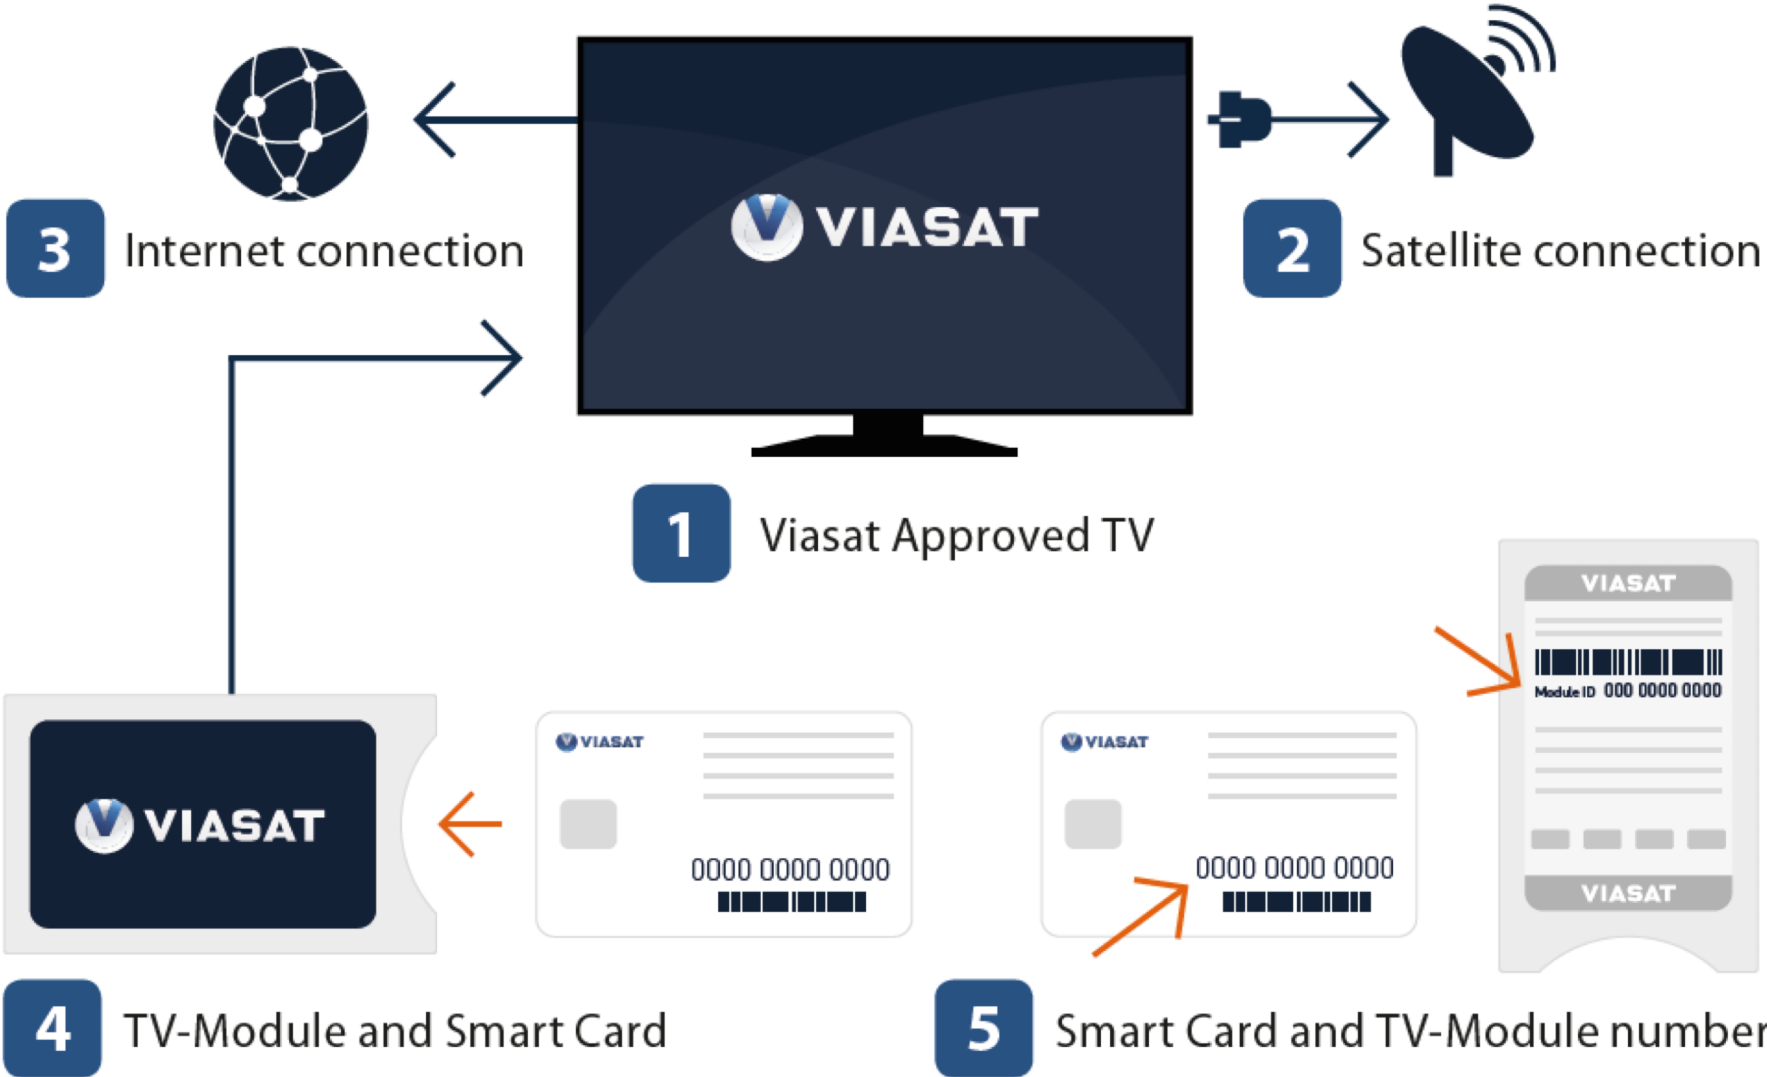 VIASAT
3 Internet connection
2 Satellite connection
1 Viasat Approved TV
VIASAT
Module ID 000 0000 0000
VIASAT
VIASAT
VIASAT
0000 0000 0000
VIASAT
0000 0000 0000
4 TV-Module and Smart Card
5 Smart Card and TV-Module number